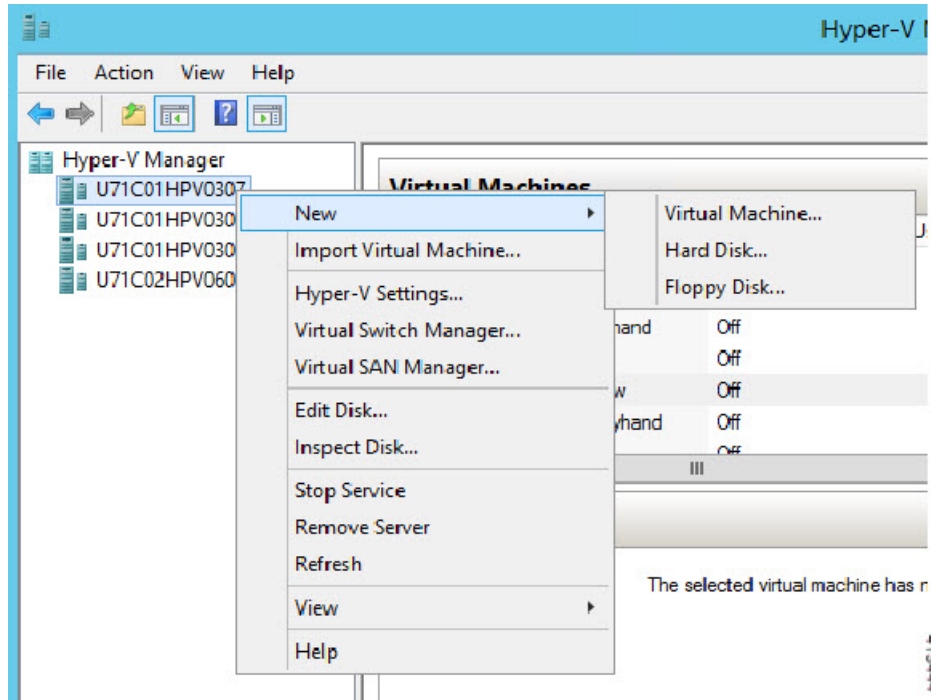 Hyper-V
File Action View Help
Hyper-V Manager
U71C01HPV0307
U71C01HPV030
U71C01HPV030
U71C02HPV060
Virtual Machines
New
Import Virtual Machine...
Hyper-V Settings...
Virtual Switch Manager...
Virtual SAN Manager...
Edit Disk...
Inspect Disk...
Stop Service
Remove Server
Refresh
View
Help
Virtual Machine...
Hard Disk...
Floppy Disk...
hand Off
Off
w Off
yhand Off
Off
The selected virtual machine has